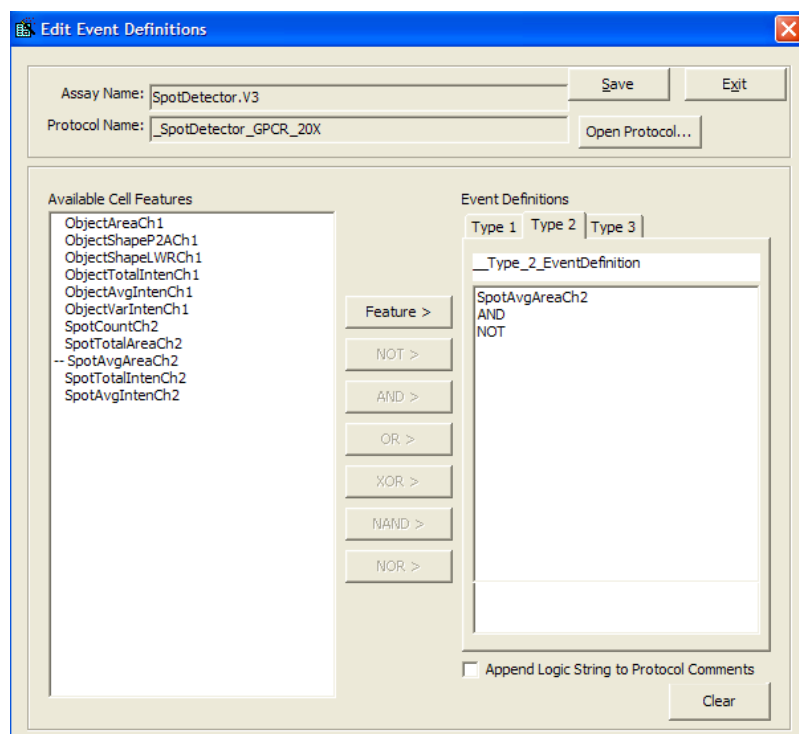 Edit Event Definitions
Assay Name: SpotDetector.V3
Save
Exit
Protocol Name: _SpotDetector_GPCR_20X
Open Protocol...
Available Cell Features
ObjectAreaCh1
ObjectShapeP2ACh1
ObjectShapeLWRCh1
ObjectTotalIntenCh1
ObjectAvgIntenCh1
ObjectVarIntenCh1
SpotCountCh2
SpotTotalAreaCh2
-- SpotAvgAreaCh2
SpotTotalIntenCh2
SpotAvgIntenCh2
Feature >
NOT >
AND >
OR >
XOR >
NAND >
NOR >
Event Definitions
Type 1 Type 2 Type 3
__Type_2_EventDefinition
SpotAvgAreaCh2
AND
NOT
Append Logic String to Protocol Comments
Clear